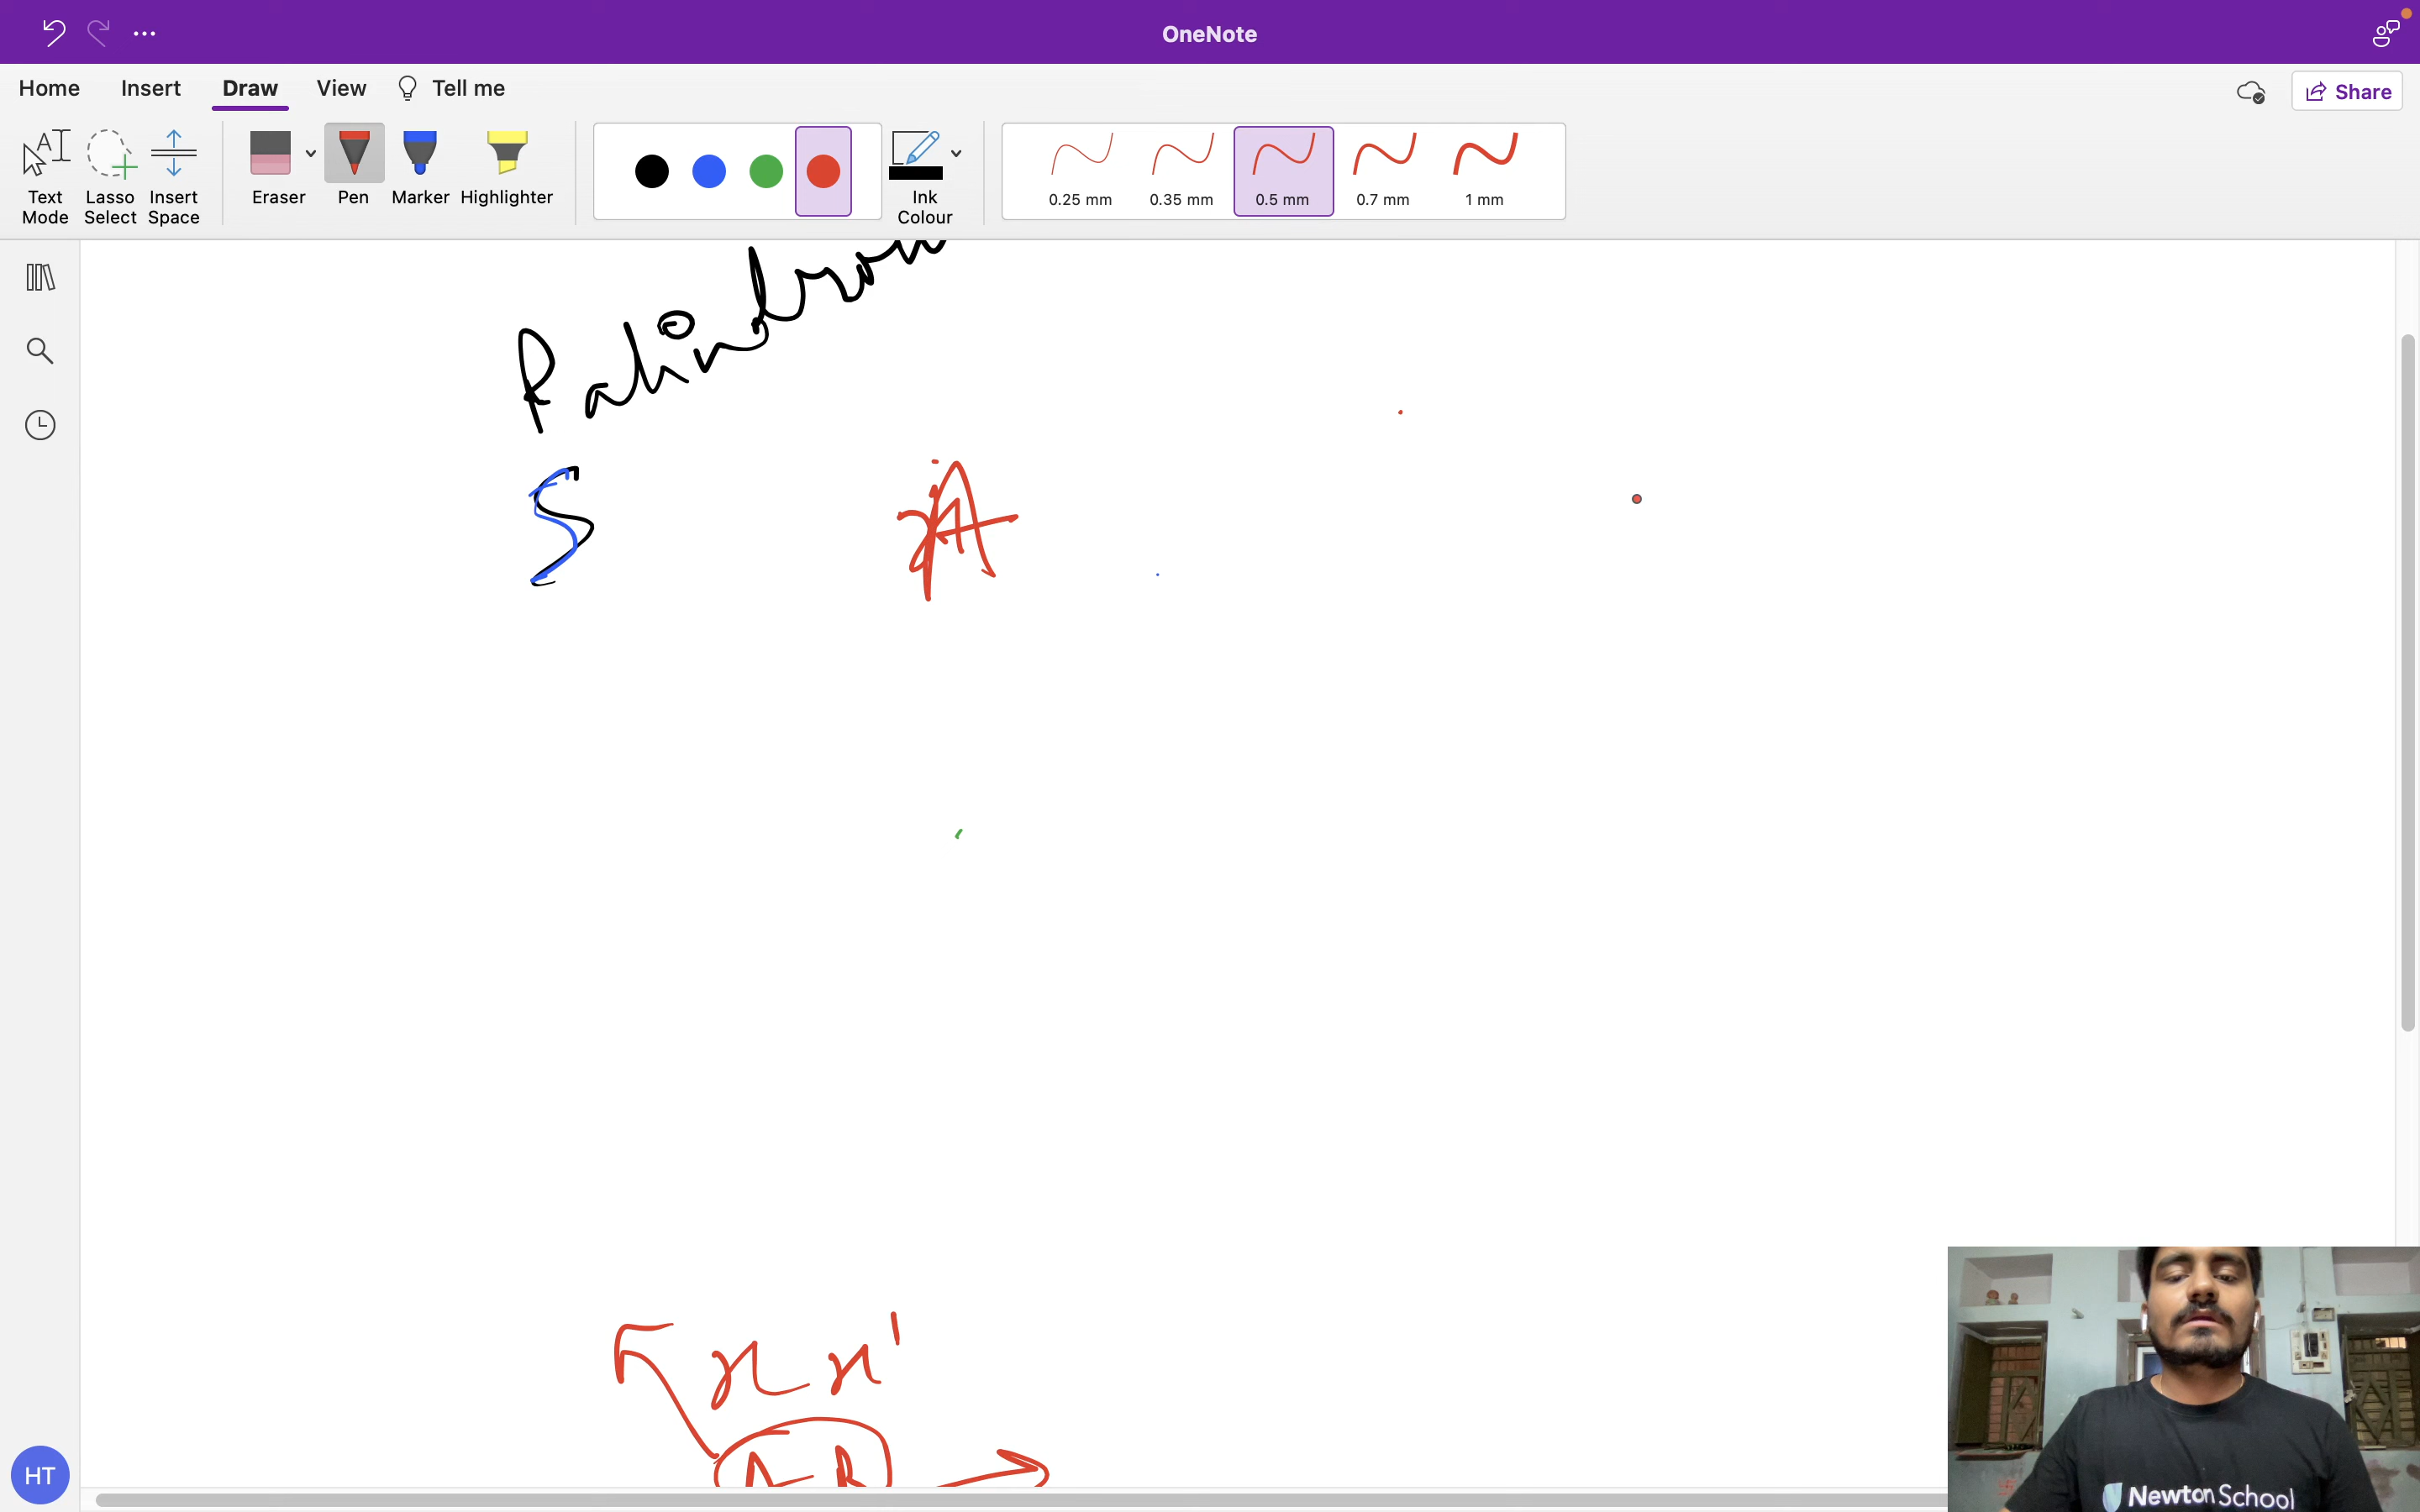 OneNote
Home Insert Draw View Tell me
Share
Text Mode
Lasso Select
Insert Space
Eraser
Pen
Marker
Highlighter
Ink Colour
0.25 mm
0.35 mm
0.5 mm
0.7 mm
1 mm
S
A
x x'
HT
Newton School